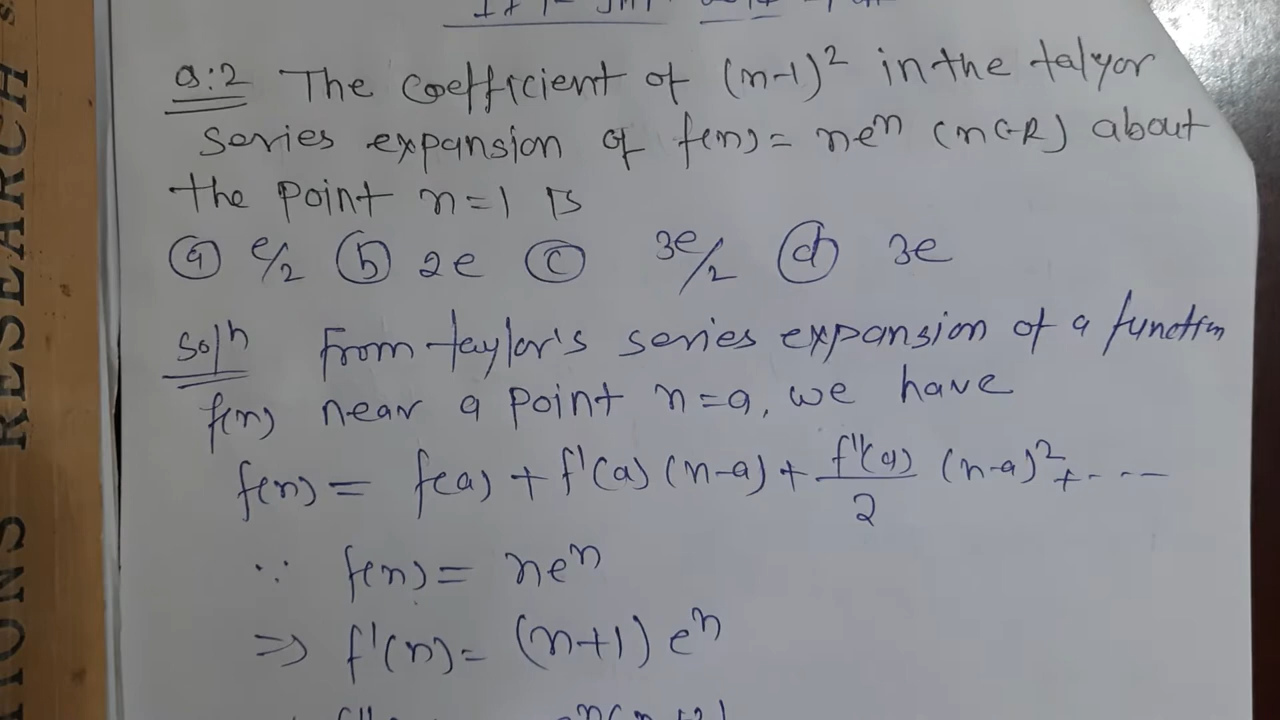 Q:2 The Coefficient of (x-1)² in the talyor
series expansion of f(x) = xeˣ (x∈R) about
the point x=1 is
(a) e/2 (b) 2e (c) 3e/2 (d) 3e
Solⁿ From taylor's series expansion of a function
f(x) near a point x=a, we have
f(x) = f(a) + f'(a) (x-a) + f''(a)/2 (x-a)² + ----
∵ f(x) = xeˣ
=> f'(x) = (x+1) eˣ
RESEARCH